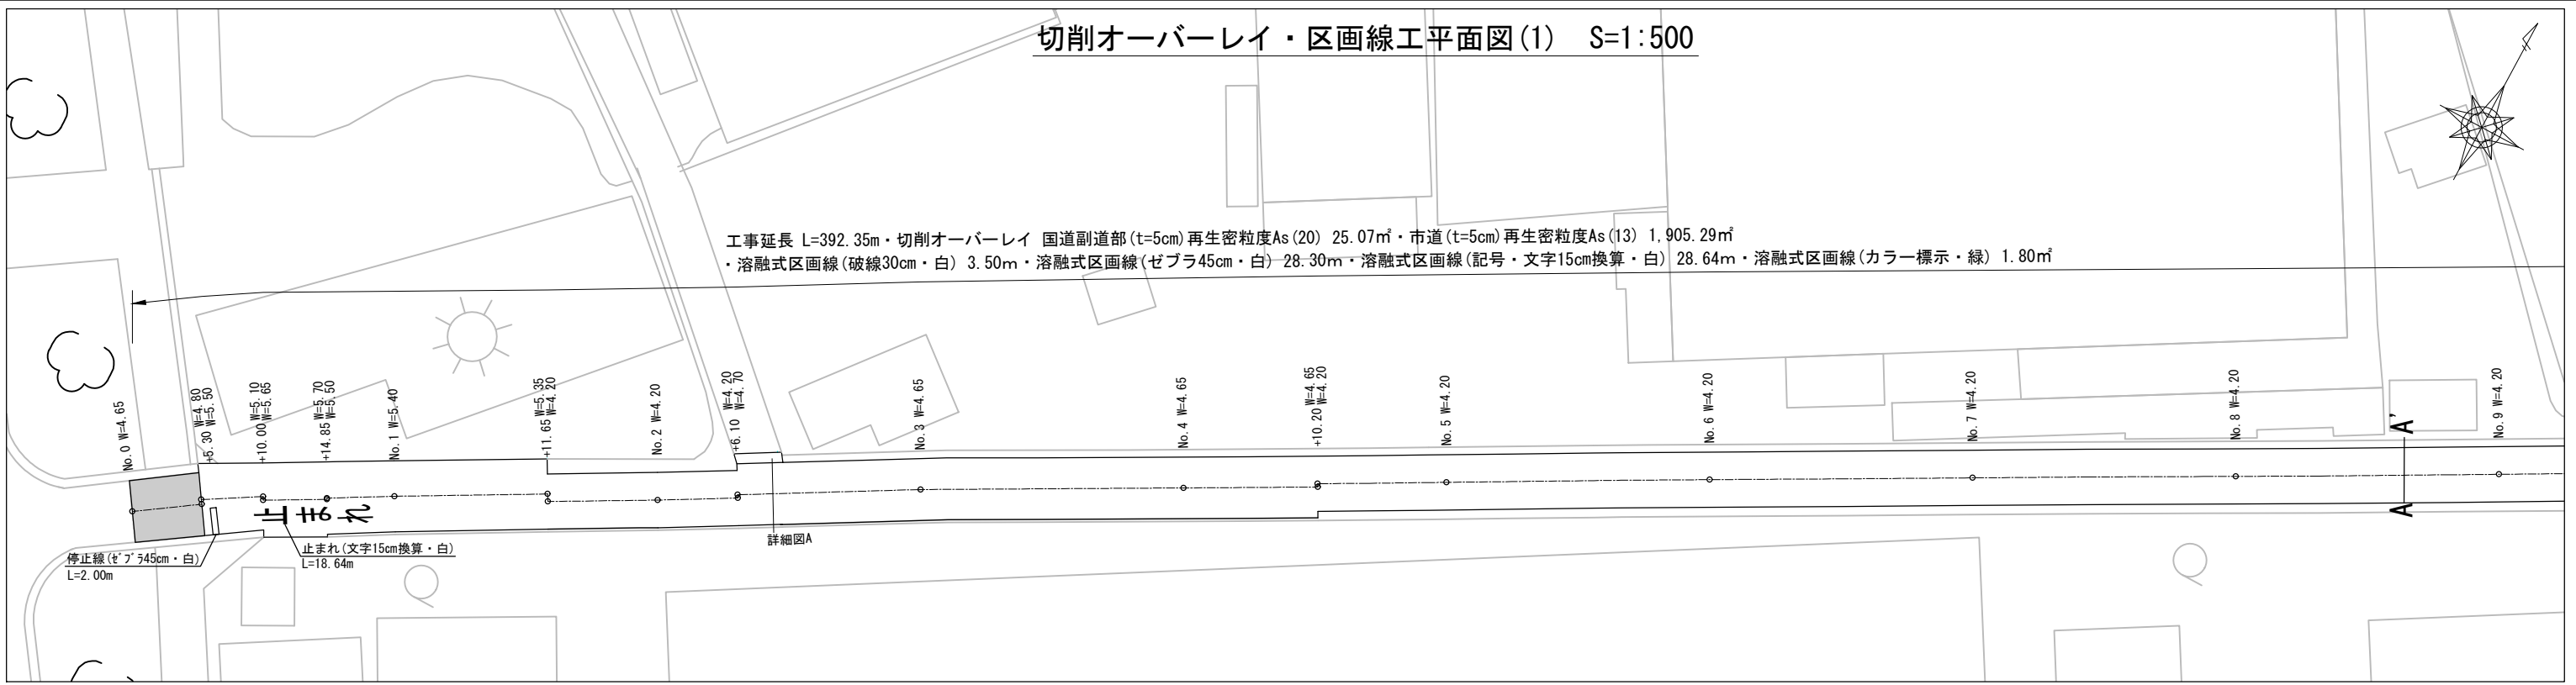 切削オーバーレイ・区画線工平面図(1) S=1:500
工事延長 L=392.35m・切削オーバーレイ 国道副道部(t=5cm)再生密粒度As(20) 25.07㎡・市道(t=5cm)再生密粒度As(13) 1,905.29㎡
・溶融式区画線(破線30cm・白) 3.50m・溶融式区画線(ゼブラ45cm・白) 28.30m・溶融式区画線(記号・文字15cm換算・白) 28.64m・溶融式区画線(カラー標示・緑) 1.80㎡
No.0 W=4.65
W=4.80
+5.30 W=5.50
+10.00 W=5.10
W=5.65
W=5.70
+14.85 W=5.50
No.1 W=5.40
+11.65 W=5.35
W=4.20
No.2 W=4.20
W=4.20
+6.10 W=4.70
No.3 W=4.65
No.4 W=4.65
+10.20 W=4.65
W=4.20
No.5 W=4.20
No.6 W=4.20
No.7 W=4.20
No.8 W=4.20
A'
No.9 W=4.20
止まれ
A
詳細図A
停止線(ｾﾞﾌﾞﾗ45cm・白)
L=2.00m
止まれ(文字15cm換算・白)
L=18.64m